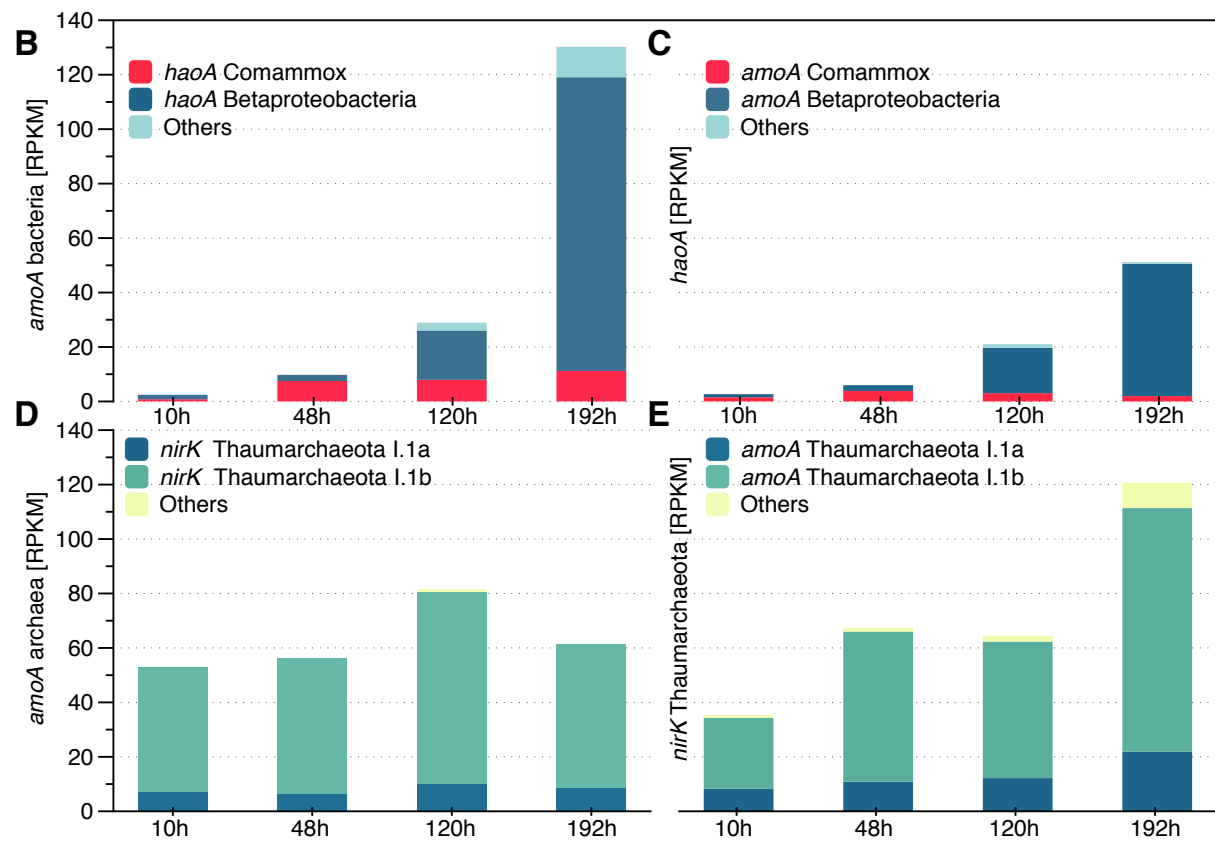 B
amoA bacteria [RPKM]
140
120
100
80
60
40
20
0
haoA Comammox
haoA Betaproteobacteria
Others
10h 48h 120h 192h
C
haoA [RPKM]
amoA Comammox
amoA Betaproteobacteria
Others
10h 48h 120h 192h
D
amoA archaea [RPKM]
140
120
100
80
60
40
20
0
nirK Thaumarchaeota I.1a
nirK Thaumarchaeota I.1b
Others
10h 48h 120h 192h
E
nirK Thaumarchaeota [RPKM]
amoA Thaumarchaeota I.1a
amoA Thaumarchaeota I.1b
Others
10h 48h 120h 192h